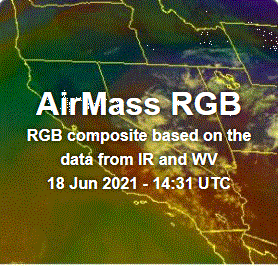 AirMass RGB
RGB composite based on the
data from IR and WV
18 Jun 2021 - 14:31 UTC